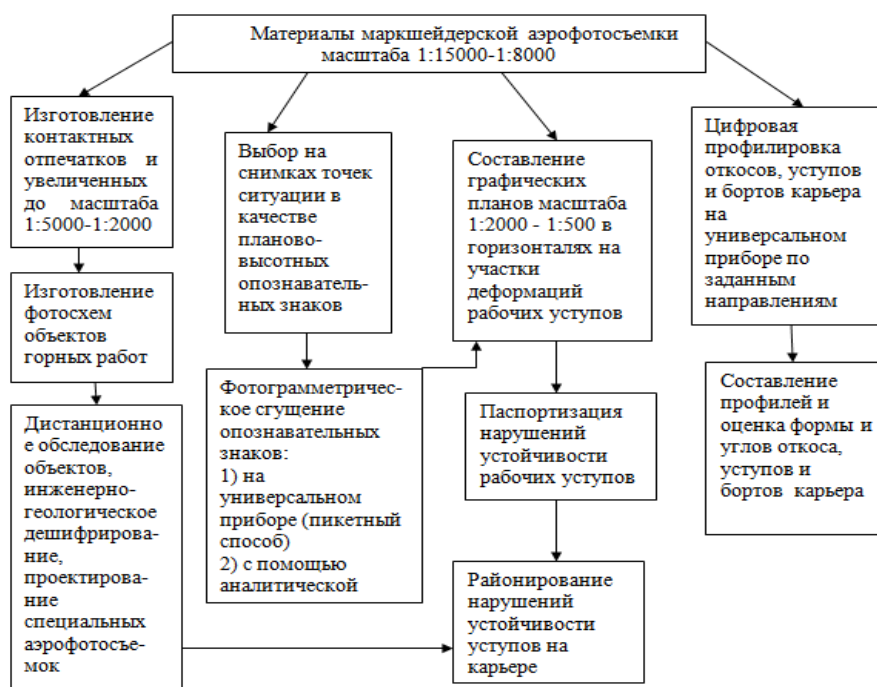 Материалы маркшейдерской аэрофотосъемки
масштаба 1:15000-1:8000
Изготовление
контактных
отпечатков и
увеличенных
до масштаба
1:5000-1:2000
Изготовление
фотосхем
объектов
горных работ
Дистанционно
е обследование
объектов,
инженерно-
геологическое
дешифрирова-
ние,
проектирова-
ние
специальных
аэрофотосъе-
мок
Выбор на
снимках точек
ситуации в
качестве
планово-
высотных
опознаватель-
ных знаков
Фотограмметричес-
кое сгущение
опознавательных
знаков:
1) на
универсальном
приборе (пикетный
способ)
2) с помощью
аналитической
Составление
графических
планов масштаба
1:2000 - 1:500 в
горизонталях на
участки
деформаций
рабочих уступов
Паспортизация
нарушений
устойчивости
рабочих уступов
Районирование
нарушений
устойчивости
уступов на
карьере
Цифровая
профилировка
откосов, уступов
и бортов карьера
на
универсальном
приборе по
заданным
направлениям
Составление
профилей и
оценка формы и
углов откоса,
уступов и
бортов карьера